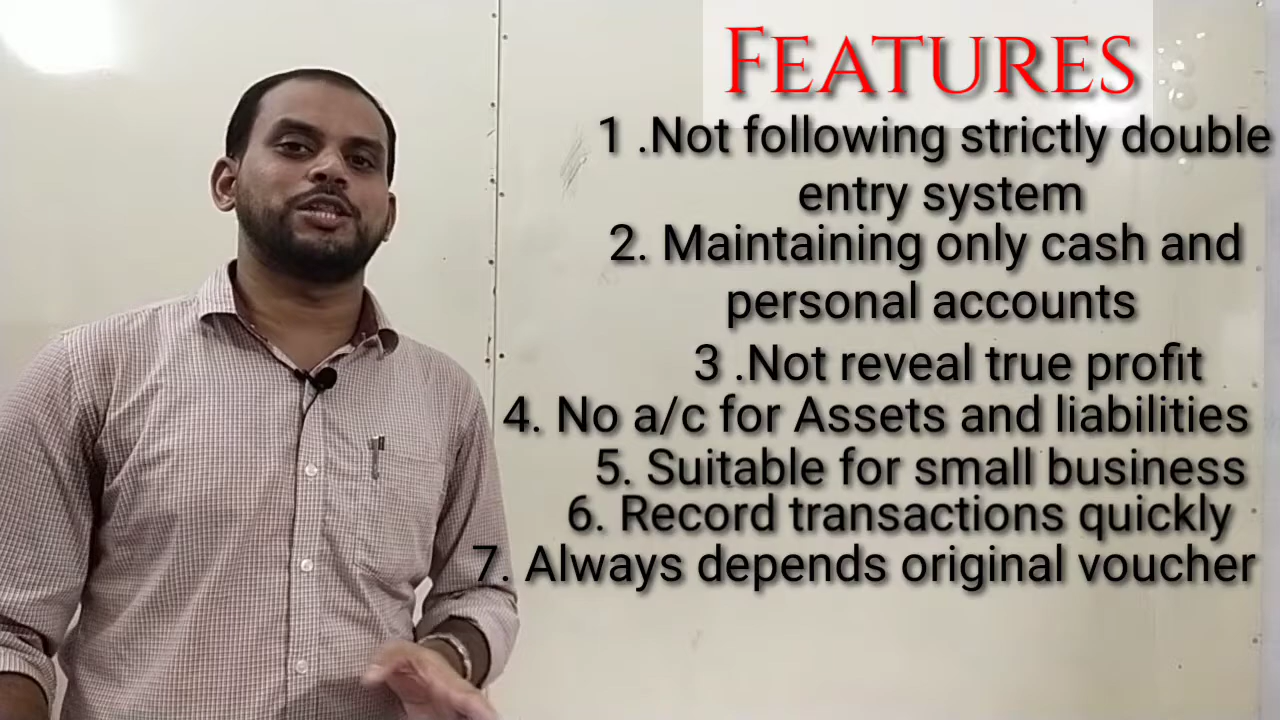 FEATURES
1 .Not following strictly double
entry system
2. Maintaining only cash and
personal accounts
3 .Not reveal true profit
4. No a/c for Assets and liabilities
5. Suitable for small business
6. Record transactions quickly
7. Always depends original voucher